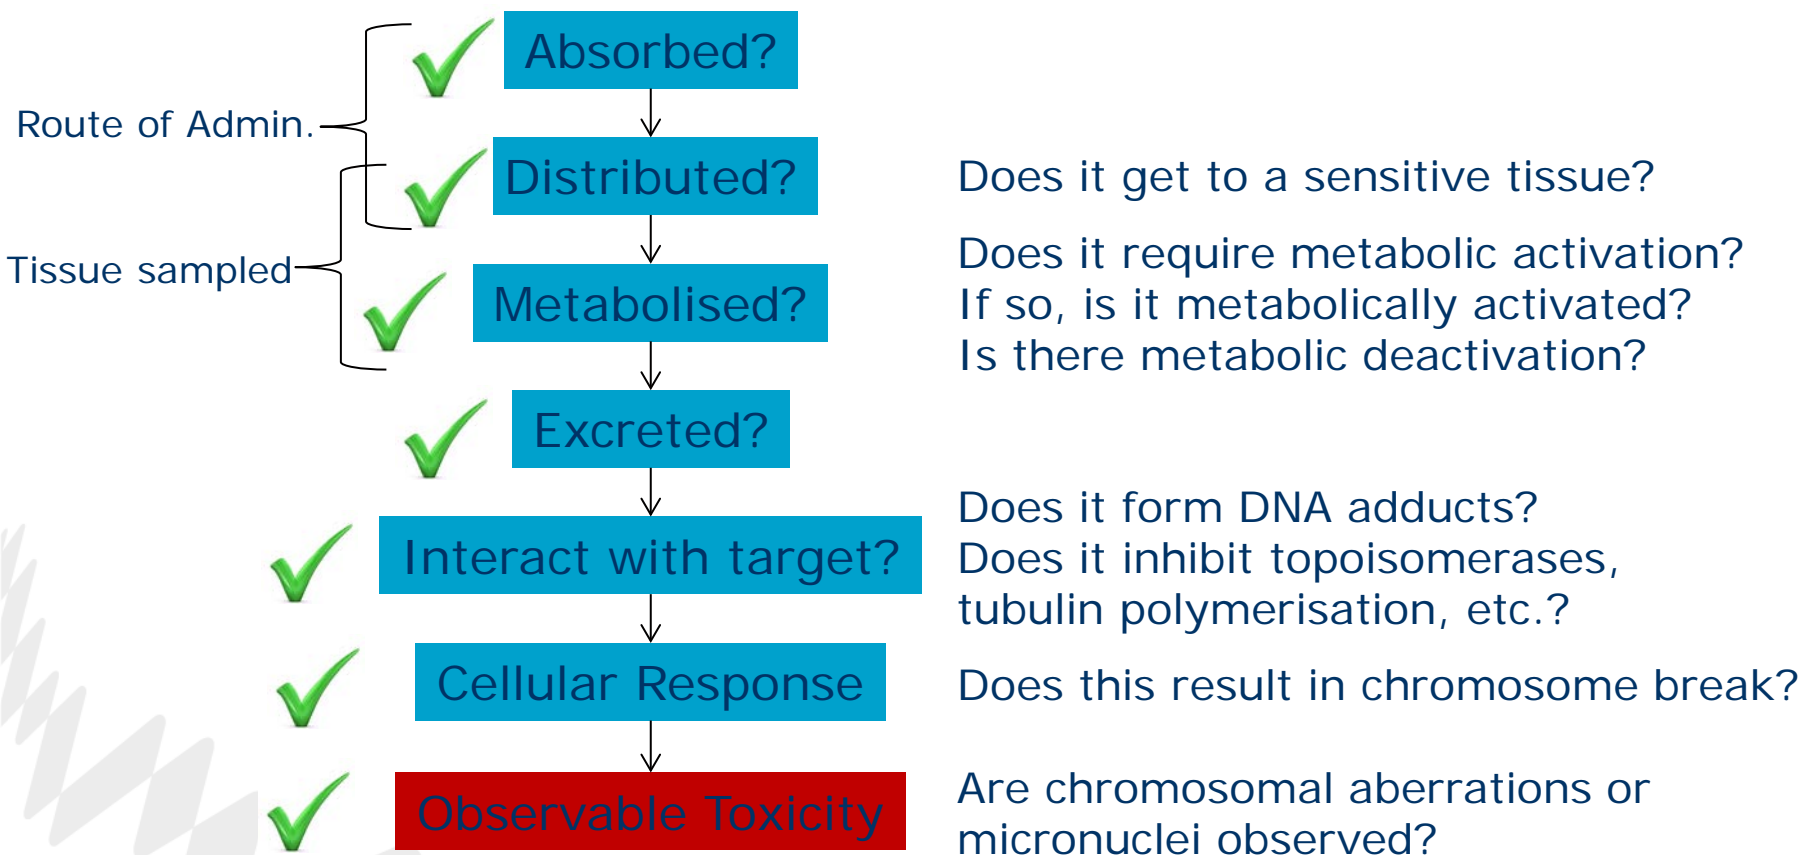 Absorbed?
Route of Admin.
Distributed?
Does it get to a sensitive tissue?
Tissue sampled
Metabolised?
Does it require metabolic activation?
If so, is it metabolically activated?
Is there metabolic deactivation?
Excreted?
Interact with target?
Does it form DNA adducts?
Does it inhibit topoisomerases,
tubulin polymerisation, etc.?
Cellular Response
Does this result in chromosome break?
Observable Toxicity
Are chromosomal aberrations or
micronuclei observed?